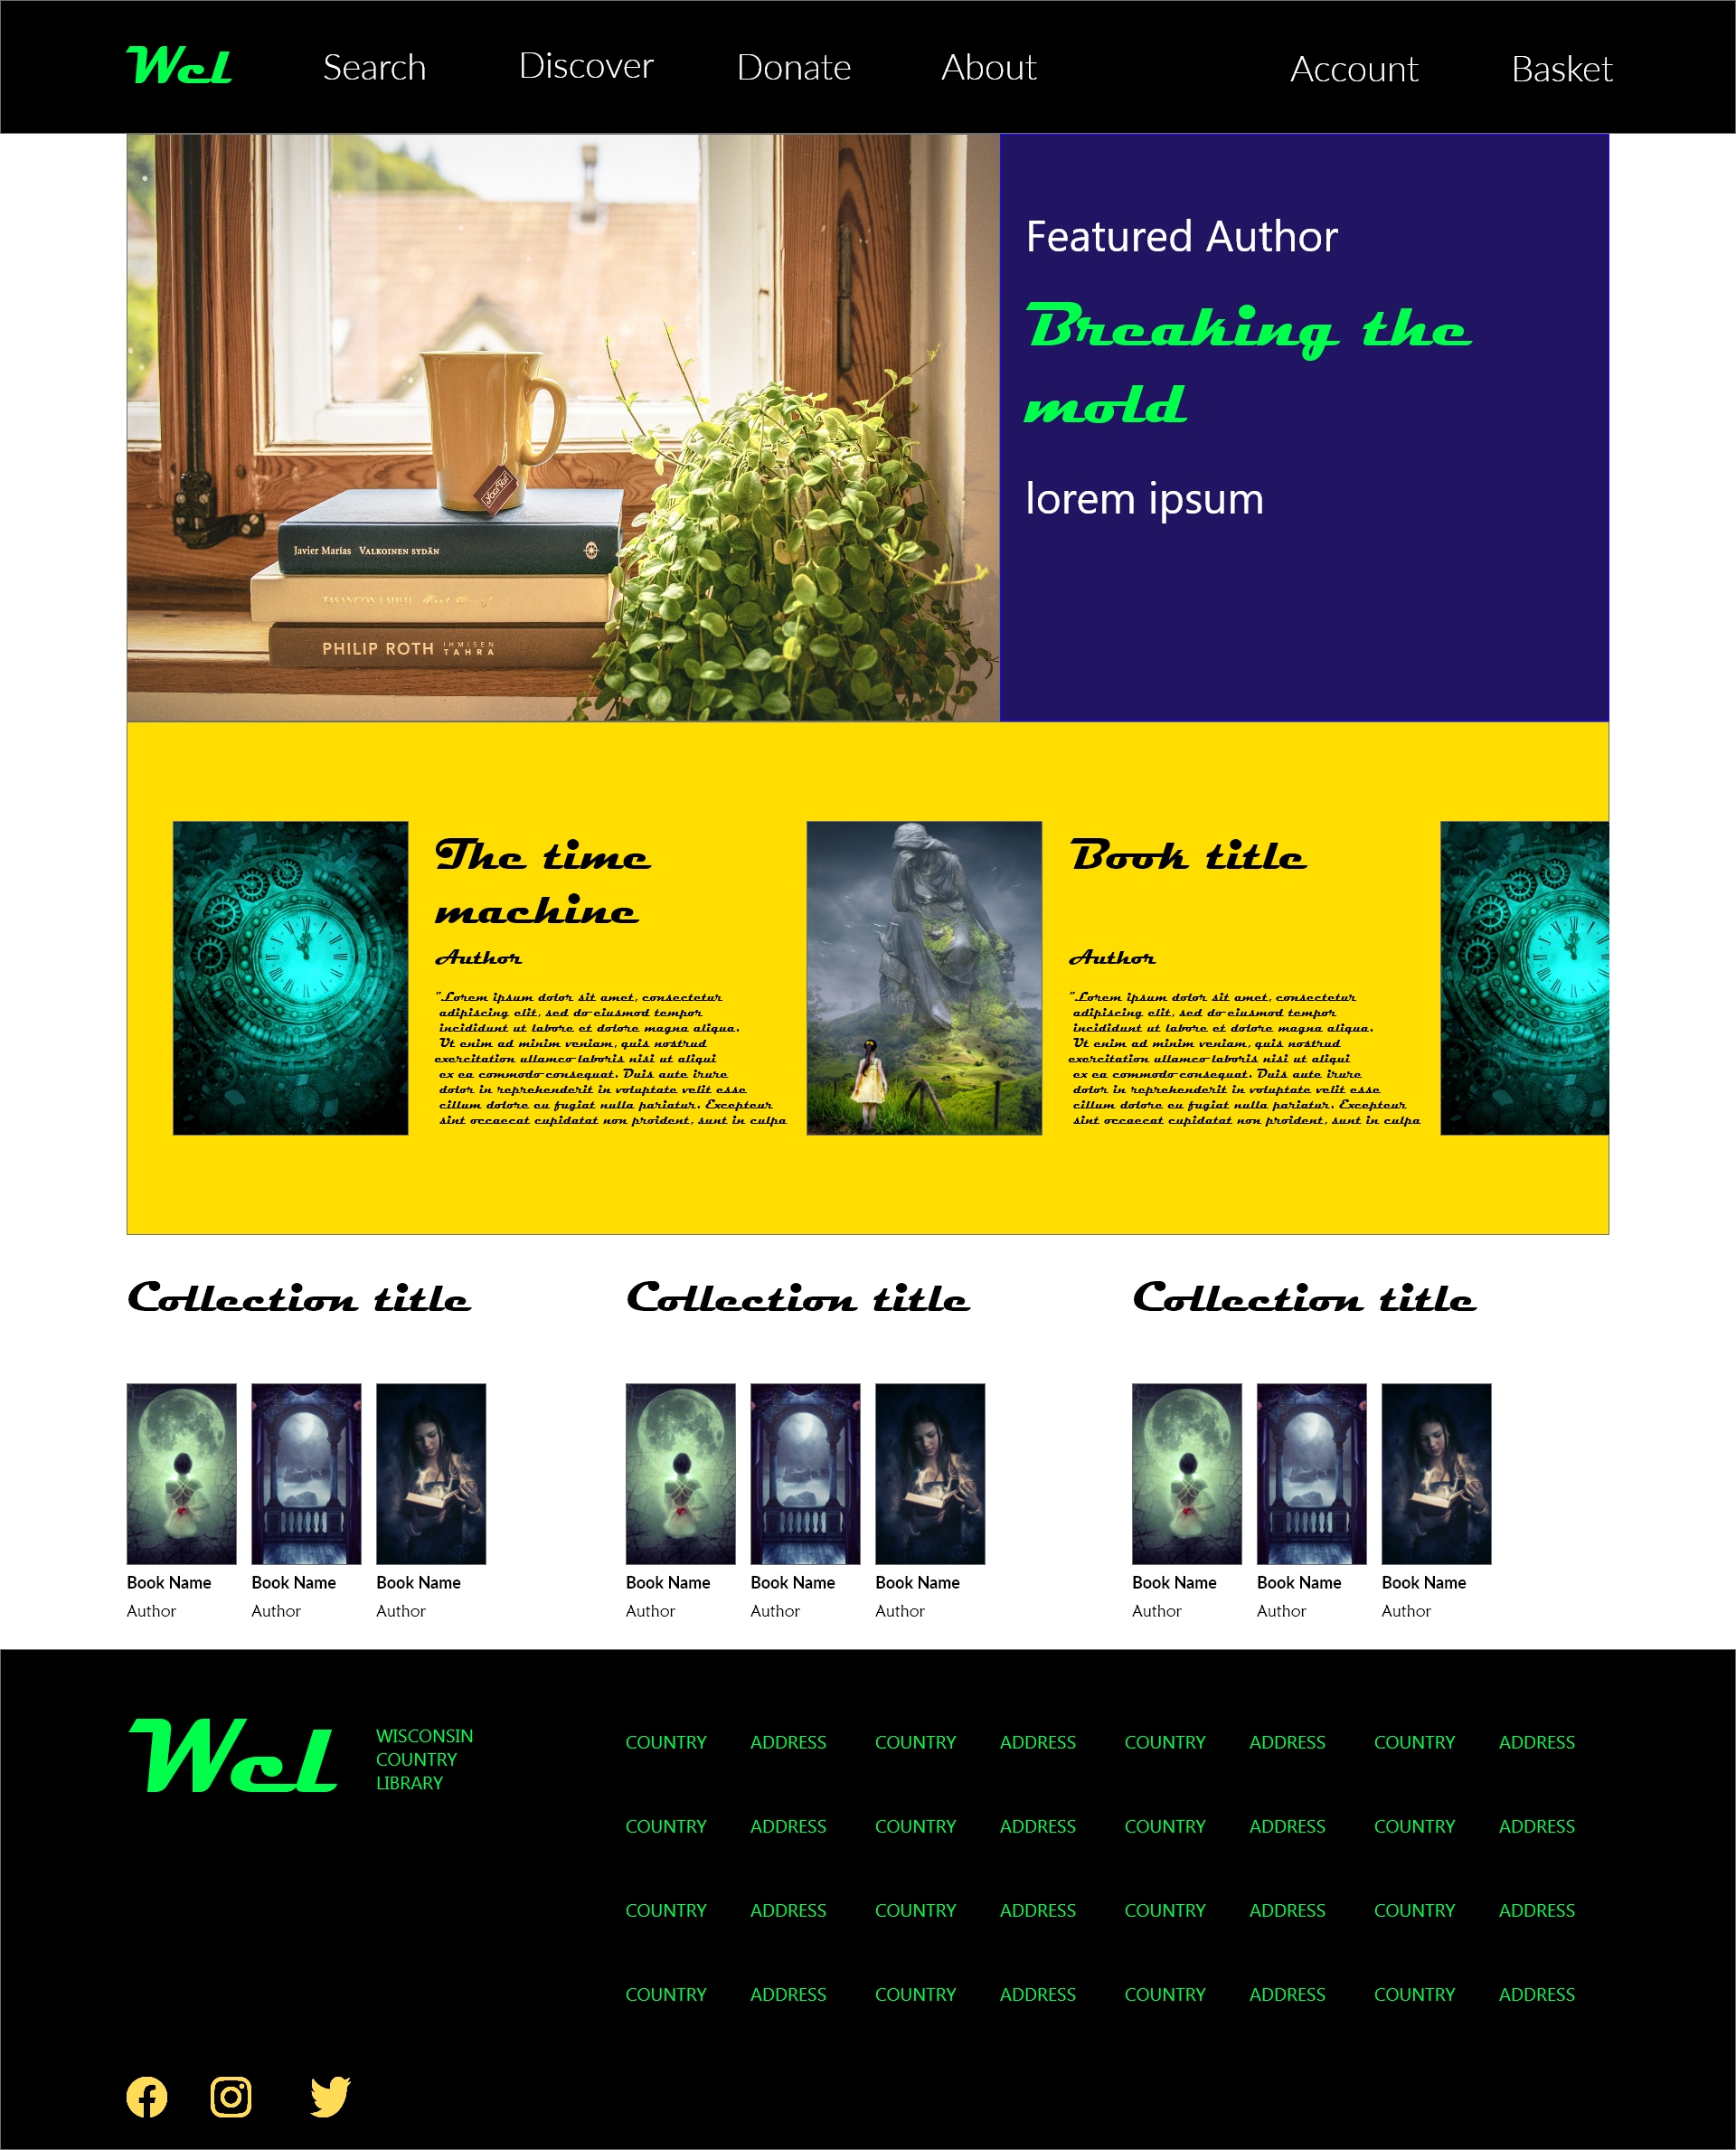 Wcl
Search Discover Donate About Account Basket
Javier Marías VALKOINEN SYDÄN
PHILIP ROTH IHMISEN TAHRA
YOGI TEA
Featured Author
Breaking the
mold
lorem ipsum
The time
machine
Author
"Lorem ipsum dolor sit amet, consectetur
adipiscing elit, sed do eiusmod tempor
incididunt ut labore et dolore magna aliqua.
Ut enim ad minim veniam, quis nostrud
exercitation ullamco laboris nisi ut aliqui
ex ea commodo consequat. Duis aute irure
dolor in reprehenderit in voluptate velit esse
cillum dolore eu fugiat nulla pariatur. Excepteur
sint occaecat cupidatat non proident, sunt in culpa
Book title
Author
"Lorem ipsum dolor sit amet, consectetur
adipiscing elit, sed do eiusmod tempor
incididunt ut labore et dolore magna aliqua.
Ut enim ad minim veniam, quis nostrud
exercitation ullamco laboris nisi ut aliqui
ex ea commodo consequat. Duis aute irure
dolor in reprehenderit in voluptate velit esse
cillum dolore eu fugiat nulla pariatur. Excepteur
sint occaecat cupidatat non proident, sunt in culpa
Collection title Collection title Collection title
Book Name Book Name Book Name Book Name Book Name Book Name Book Name Book Name Book Name
Author Author Author Author Author Author Author Author Author
Wcl
WISCONSIN
COUNTRY
LIBRARY
COUNTRY ADDRESS COUNTRY ADDRESS COUNTRY ADDRESS COUNTRY ADDRESS
COUNTRY ADDRESS COUNTRY ADDRESS COUNTRY ADDRESS COUNTRY ADDRESS
COUNTRY ADDRESS COUNTRY ADDRESS COUNTRY ADDRESS COUNTRY ADDRESS
COUNTRY ADDRESS COUNTRY ADDRESS COUNTRY ADDRESS COUNTRY ADDRESS